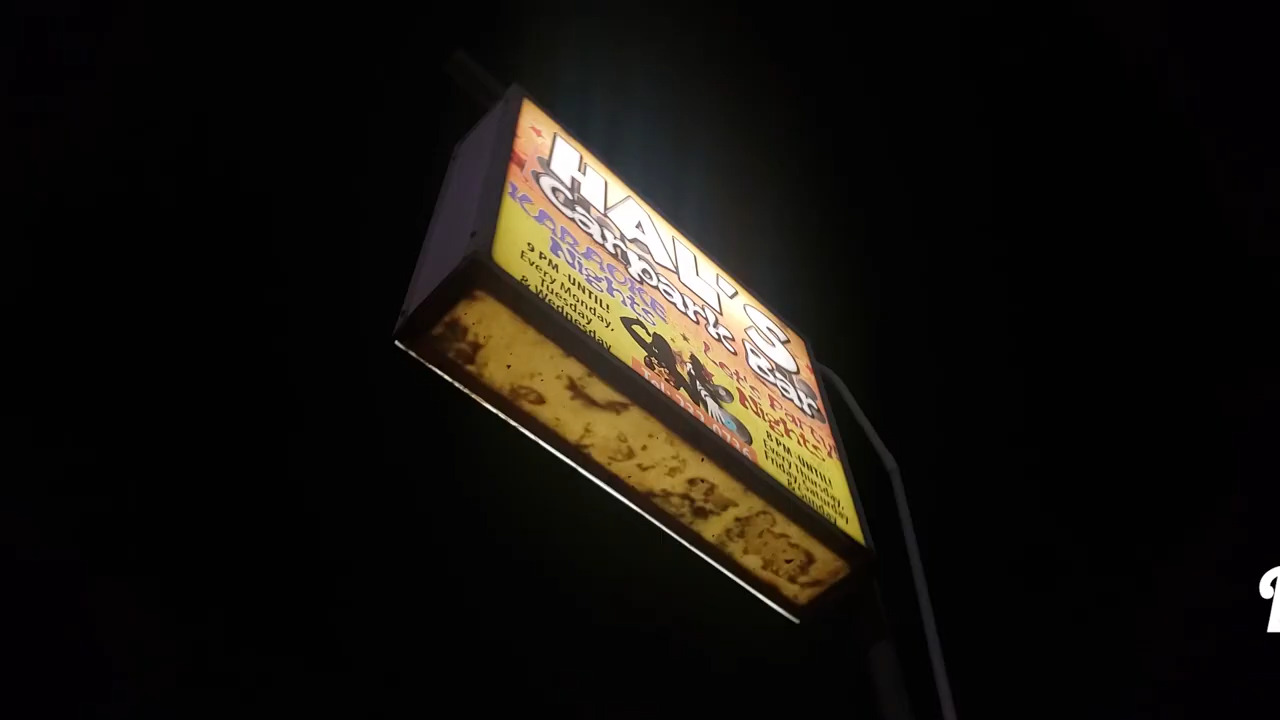 HAL'S
Carpark Bar
KARAOKE
Nights
9 PM -UNTIL!
Every Monday,
Tuesday
& Wednesday
Let's Party
Nights!
8 PM -UNTIL!
Every Thursday,
Friday, Saturday
& Sunday